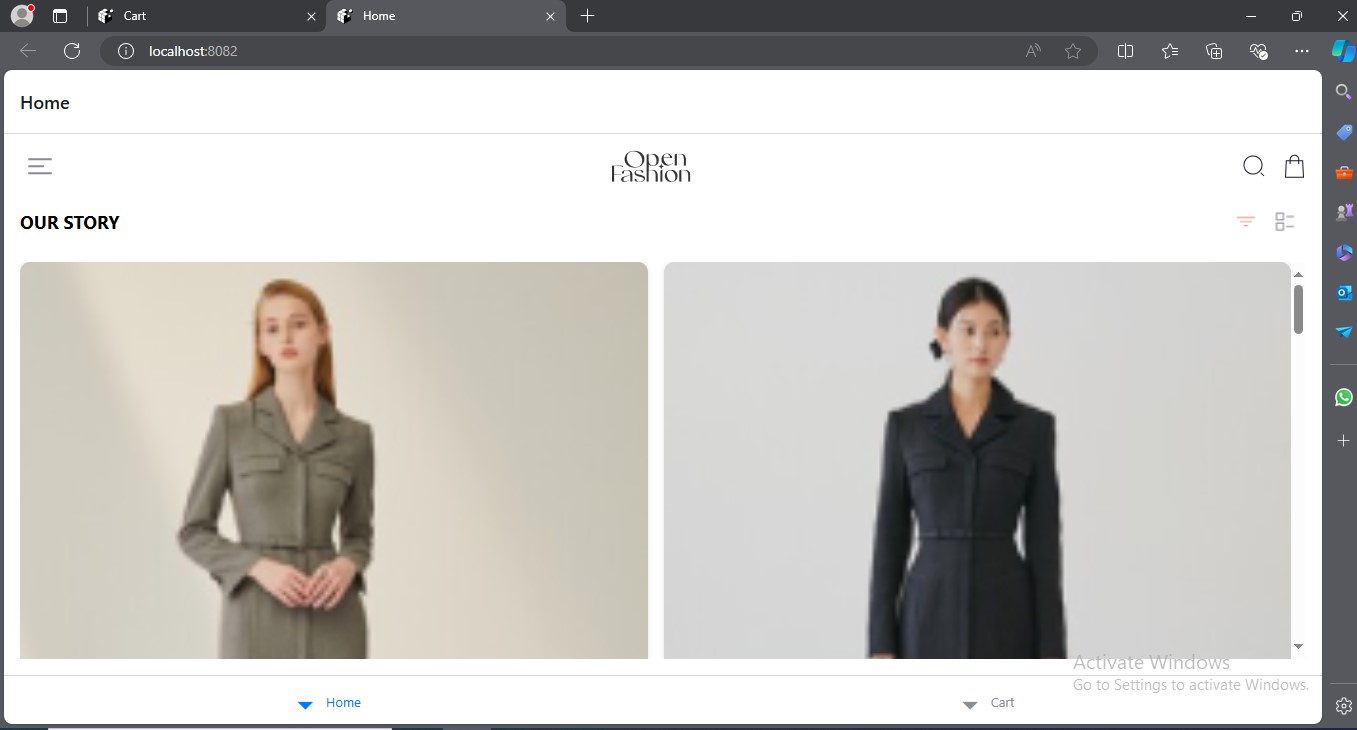 Cart
Home
localhost:8082
Home
Open
Fashion
OUR STORY
Activate Windows
Go to Settings to activate Windows.
Home
Cart